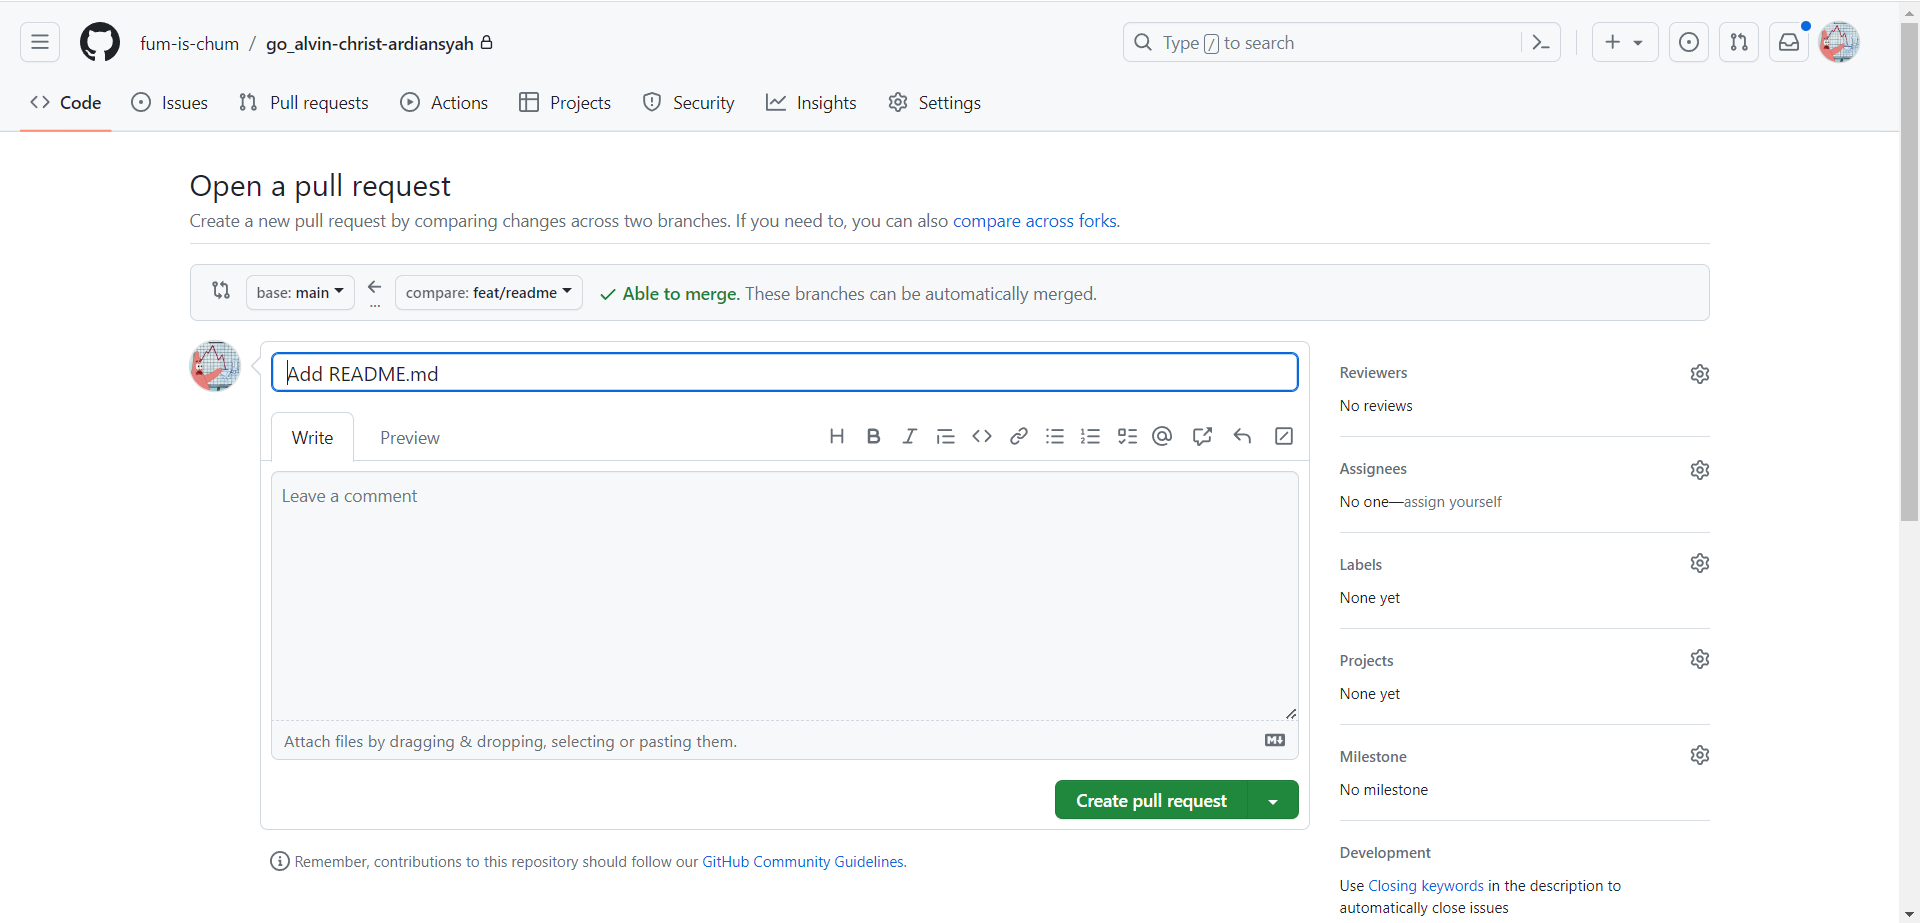 fum-is-chum / go_alvin-christ-ardiansyah
Type / to search
Code Issues Pull requests Actions Projects Security Insights Settings
Open a pull request
Create a new pull request by comparing changes across two branches. If you need to, you can also compare across forks.
base: main ... compare: feat/readme Able to merge. These branches can be automatically merged.
Add README.md
Write Preview
Leave a comment
Attach files by dragging & dropping, selecting or pasting them.
Create pull request
Remember, contributions to this repository should follow our GitHub Community Guidelines.
Reviewers
No reviews
Assignees
No one—assign yourself
Labels
None yet
Projects
None yet
Milestone
No milestone
Development
Use Closing keywords in the description to
automatically close issues